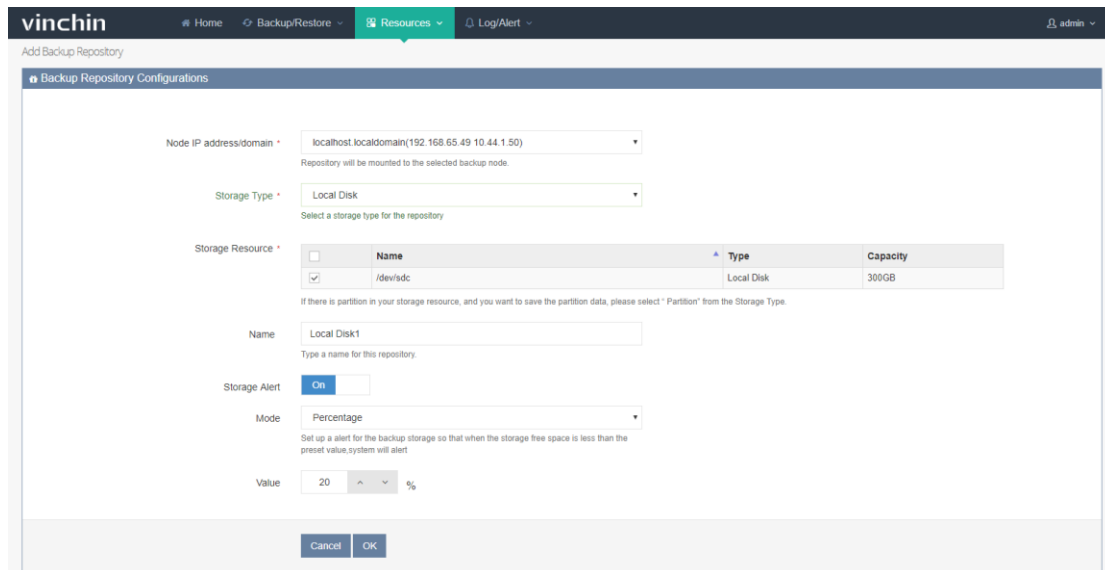 vinchin Home Backup/Restore Resources Log/Alert admin
Add Backup Repository
Backup Repository Configurations
Node IP address/domain * localhost.localdomain(192.168.65.49 10.44.1.50)
Repository will be mounted to the selected backup node.
Storage Type * Local Disk
Select a storage type for the repository
Storage Resource *
Name Type Capacity
/dev/sdc Local Disk 300GB
If there is partition in your storage resource, and you want to save the partition data, please select " Partition" from the Storage Type.
Name Local Disk1
Type a name for this repository.
Storage Alert On
Mode Percentage
Set up a alert for the backup storage so that when the storage free space is less than the
preset value,system will alert
Value 20 %
Cancel OK